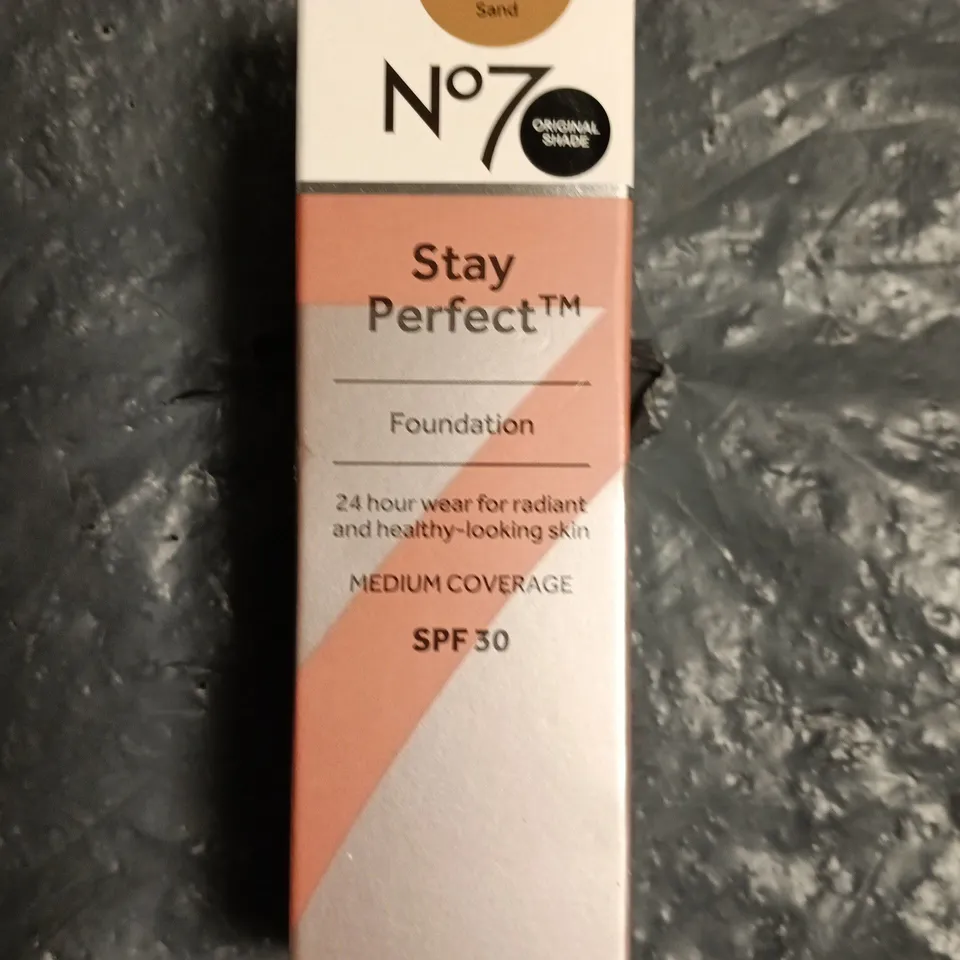 Sand
No7
ORIGINAL
SHADE
Stay
Perfect™
Foundation
24 hour wear for radiant
and healthy-looking skin
MEDIUM COVERAGE
SPF 30